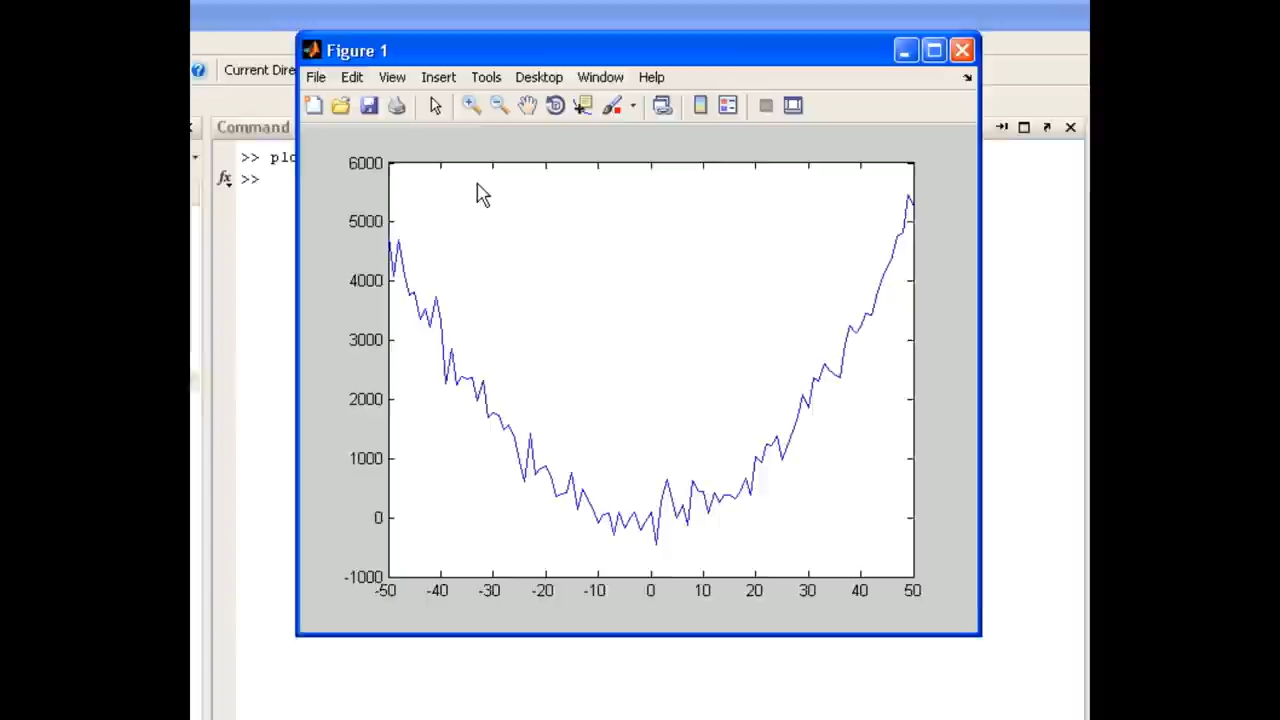 Figure 1
Current Dire
File Edit View Insert Tools Desktop Window Help
Command
>> plo
fx >>
6000
5000
4000
3000
2000
1000
0
-1000
-50 -40 -30 -20 -10 0 10 20 30 40 50